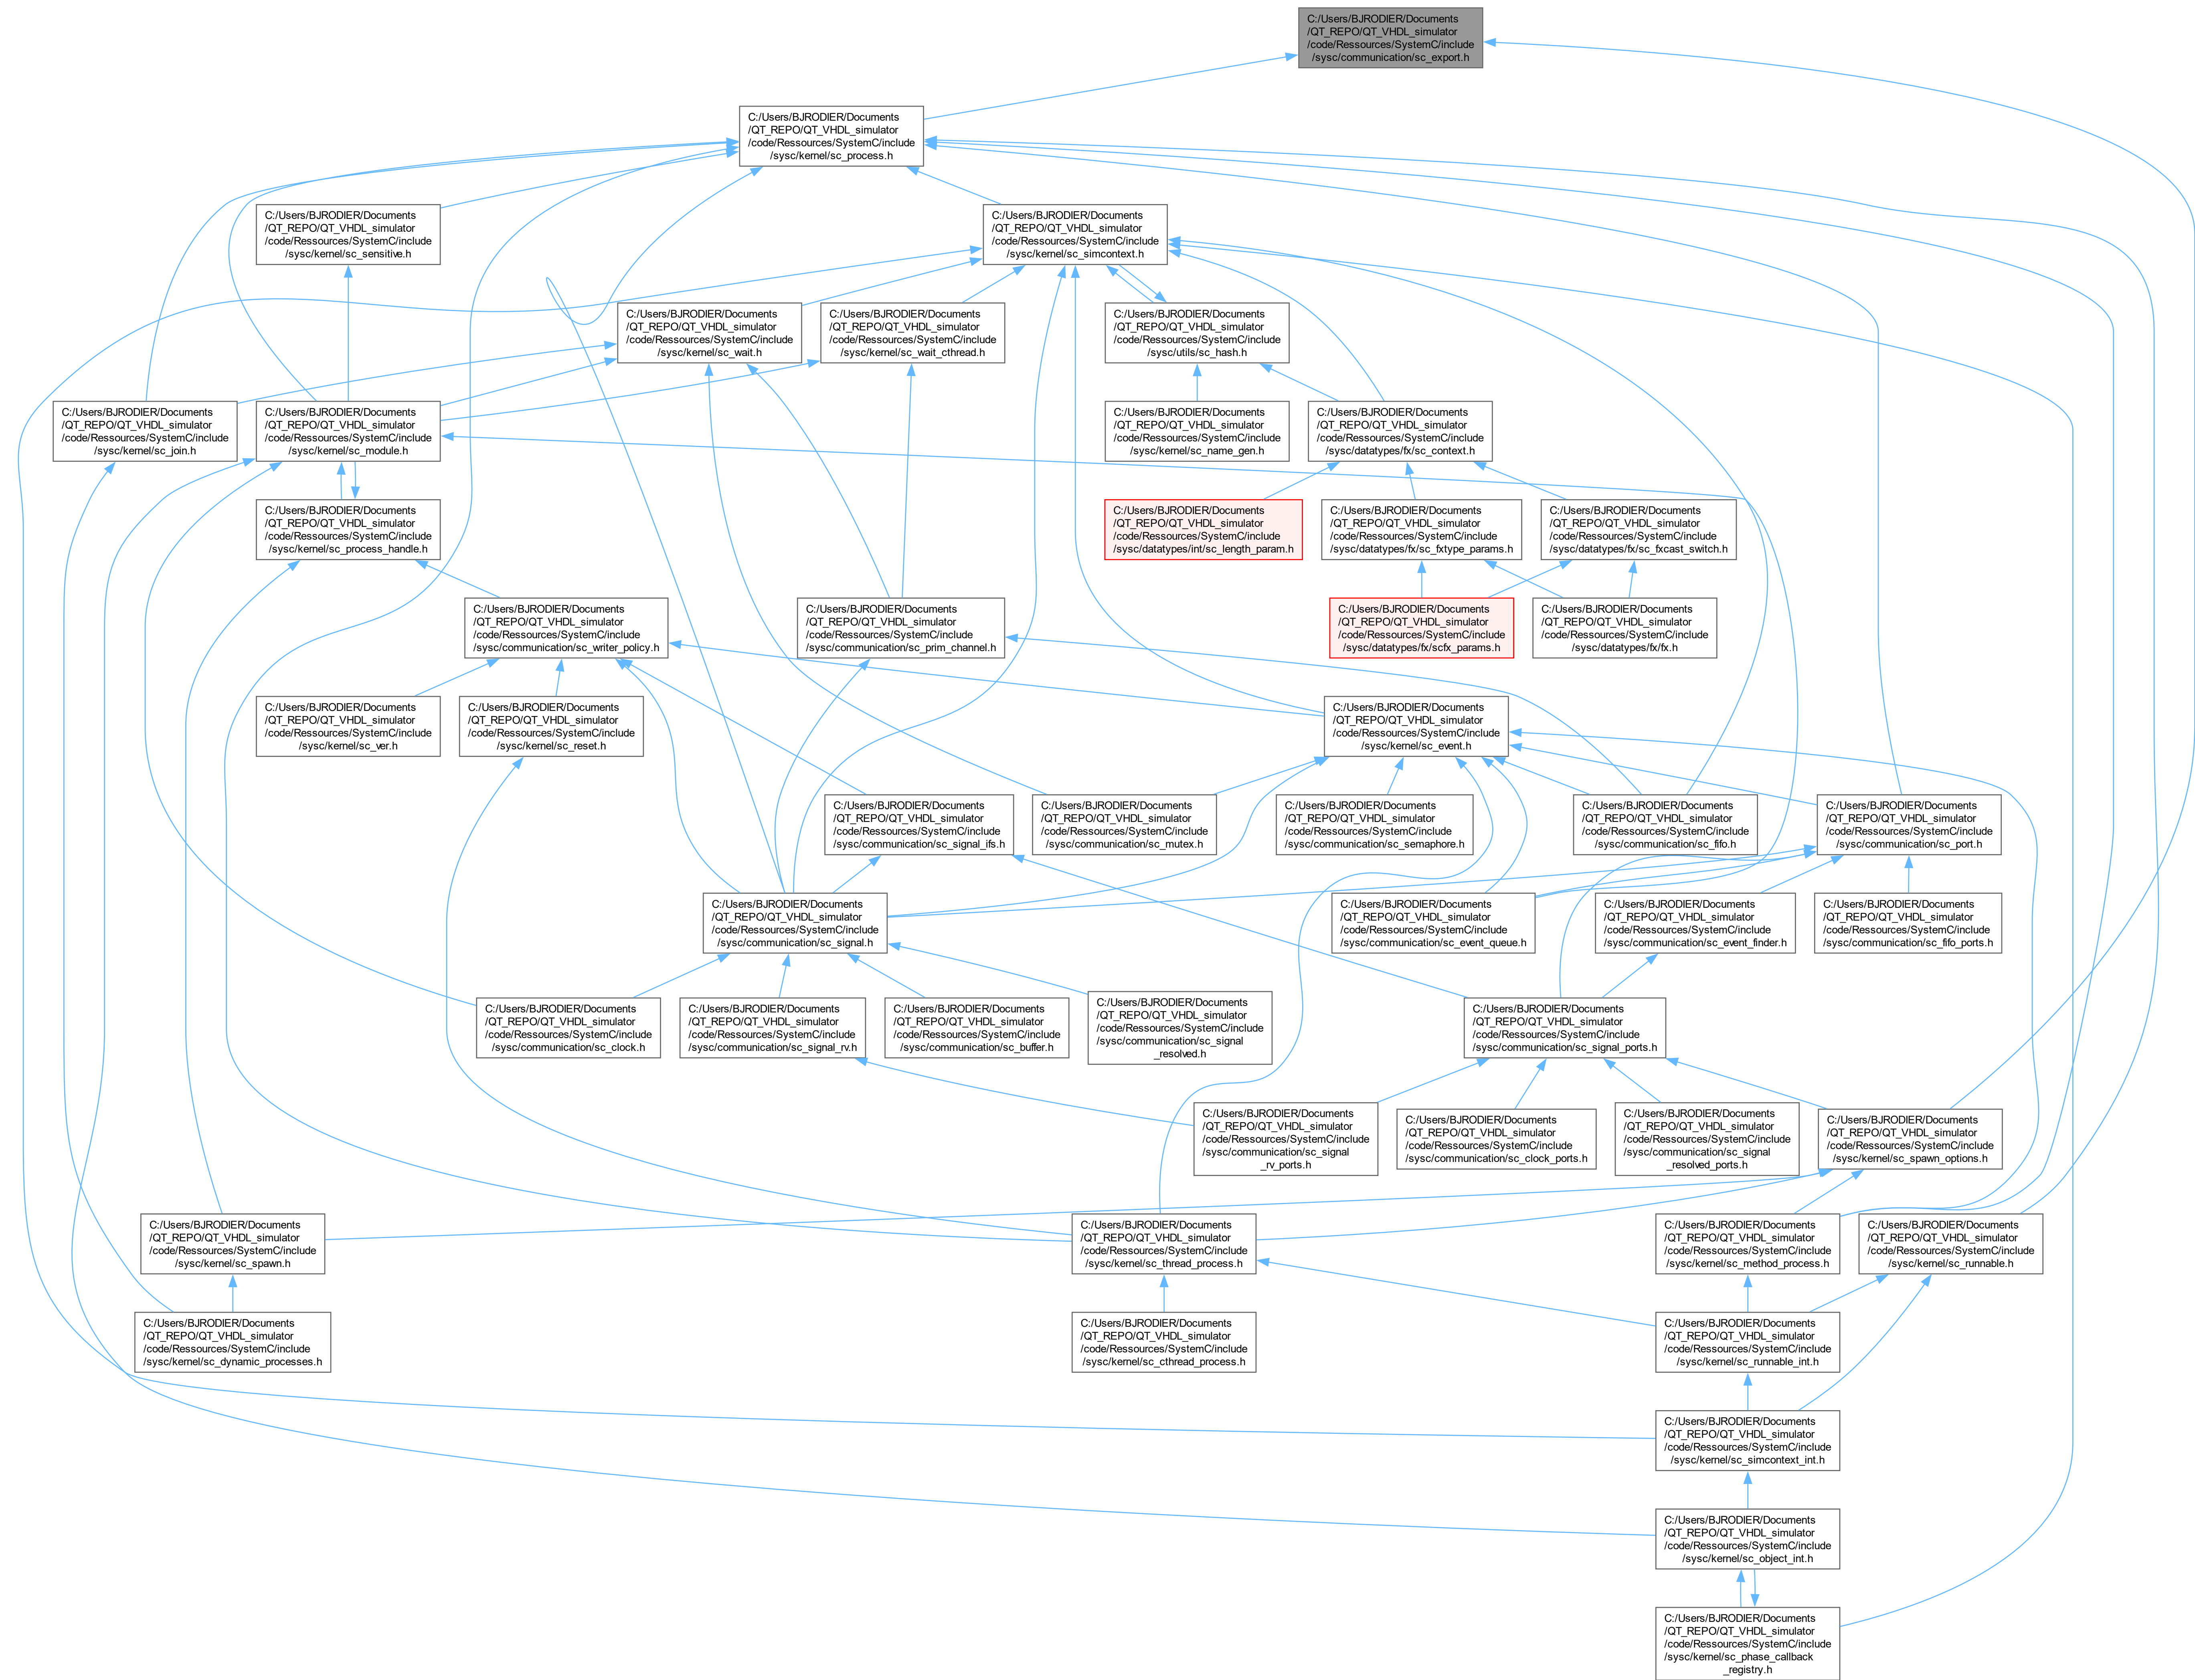 C:/Users/BJRODIER/Documents
/QT_REPO/QT_VHDL_simulator
/code/Ressources/SystemC/include
/sysc/communication/sc_export.h
C:/Users/BJRODIER/Documents
/QT_REPO/QT_VHDL_simulator
/code/Ressources/SystemC/include
/sysc/kernel/sc_process.h
C:/Users/BJRODIER/Documents
/QT_REPO/QT_VHDL_simulator
/code/Ressources/SystemC/include
/sysc/kernel/sc_sensitive.h
C:/Users/BJRODIER/Documents
/QT_REPO/QT_VHDL_simulator
/code/Ressources/SystemC/include
/sysc/kernel/sc_simcontext.h
C:/Users/BJRODIER/Documents
/QT_REPO/QT_VHDL_simulator
/code/Ressources/SystemC/include
/sysc/kernel/sc_wait.h
C:/Users/BJRODIER/Documents
/QT_REPO/QT_VHDL_simulator
/code/Ressources/SystemC/include
/sysc/kernel/sc_wait_cthread.h
C:/Users/BJRODIER/Documents
/QT_REPO/QT_VHDL_simulator
/code/Ressources/SystemC/include
/sysc/utils/sc_hash.h
C:/Users/BJRODIER/Documents
/QT_REPO/QT_VHDL_simulator
/code/Ressources/SystemC/include
/sysc/kernel/sc_join.h
C:/Users/BJRODIER/Documents
/QT_REPO/QT_VHDL_simulator
/code/Ressources/SystemC/include
/sysc/kernel/sc_module.h
C:/Users/BJRODIER/Documents
/QT_REPO/QT_VHDL_simulator
/code/Ressources/SystemC/include
/sysc/kernel/sc_name_gen.h
C:/Users/BJRODIER/Documents
/QT_REPO/QT_VHDL_simulator
/code/Ressources/SystemC/include
/sysc/datatypes/fx/sc_context.h
C:/Users/BJRODIER/Documents
/QT_REPO/QT_VHDL_simulator
/code/Ressources/SystemC/include
/sysc/kernel/sc_process_handle.h
C:/Users/BJRODIER/Documents
/QT_REPO/QT_VHDL_simulator
/code/Ressources/SystemC/include
/sysc/datatypes/int/sc_length_param.h
C:/Users/BJRODIER/Documents
/QT_REPO/QT_VHDL_simulator
/code/Ressources/SystemC/include
/sysc/datatypes/fx/sc_fxtype_params.h
C:/Users/BJRODIER/Documents
/QT_REPO/QT_VHDL_simulator
/code/Ressources/SystemC/include
/sysc/datatypes/fx/sc_fxcast_switch.h
C:/Users/BJRODIER/Documents
/QT_REPO/QT_VHDL_simulator
/code/Ressources/SystemC/include
/sysc/communication/sc_writer_policy.h
C:/Users/BJRODIER/Documents
/QT_REPO/QT_VHDL_simulator
/code/Ressources/SystemC/include
/sysc/communication/sc_prim_channel.h
C:/Users/BJRODIER/Documents
/QT_REPO/QT_VHDL_simulator
/code/Ressources/SystemC/include
/sysc/datatypes/fx/scfx_params.h
C:/Users/BJRODIER/Documents
/QT_REPO/QT_VHDL_simulator
/code/Ressources/SystemC/include
/sysc/datatypes/fx/fx.h
C:/Users/BJRODIER/Documents
/QT_REPO/QT_VHDL_simulator
/code/Ressources/SystemC/include
/sysc/kernel/sc_ver.h
C:/Users/BJRODIER/Documents
/QT_REPO/QT_VHDL_simulator
/code/Ressources/SystemC/include
/sysc/kernel/sc_reset.h
C:/Users/BJRODIER/Documents
/QT_REPO/QT_VHDL_simulator
/code/Ressources/SystemC/include
/sysc/kernel/sc_event.h
C:/Users/BJRODIER/Documents
/QT_REPO/QT_VHDL_simulator
/code/Ressources/SystemC/include
/sysc/communication/sc_signal_ifs.h
C:/Users/BJRODIER/Documents
/QT_REPO/QT_VHDL_simulator
/code/Ressources/SystemC/include
/sysc/communication/sc_mutex.h
C:/Users/BJRODIER/Documents
/QT_REPO/QT_VHDL_simulator
/code/Ressources/SystemC/include
/sysc/communication/sc_semaphore.h
C:/Users/BJRODIER/Documents
/QT_REPO/QT_VHDL_simulator
/code/Ressources/SystemC/include
/sysc/communication/sc_fifo.h
C:/Users/BJRODIER/Documents
/QT_REPO/QT_VHDL_simulator
/code/Ressources/SystemC/include
/sysc/communication/sc_port.h
C:/Users/BJRODIER/Documents
/QT_REPO/QT_VHDL_simulator
/code/Ressources/SystemC/include
/sysc/communication/sc_signal.h
C:/Users/BJRODIER/Documents
/QT_REPO/QT_VHDL_simulator
/code/Ressources/SystemC/include
/sysc/communication/sc_event_queue.h
C:/Users/BJRODIER/Documents
/QT_REPO/QT_VHDL_simulator
/code/Ressources/SystemC/include
/sysc/communication/sc_event_finder.h
C:/Users/BJRODIER/Documents
/QT_REPO/QT_VHDL_simulator
/code/Ressources/SystemC/include
/sysc/communication/sc_fifo_ports.h
C:/Users/BJRODIER/Documents
/QT_REPO/QT_VHDL_simulator
/code/Ressources/SystemC/include
/sysc/communication/sc_clock.h
C:/Users/BJRODIER/Documents
/QT_REPO/QT_VHDL_simulator
/code/Ressources/SystemC/include
/sysc/communication/sc_signal_rv.h
C:/Users/BJRODIER/Documents
/QT_REPO/QT_VHDL_simulator
/code/Ressources/SystemC/include
/sysc/communication/sc_buffer.h
C:/Users/BJRODIER/Documents
/QT_REPO/QT_VHDL_simulator
/code/Ressources/SystemC/include
/sysc/communication/sc_signal
_resolved.h
C:/Users/BJRODIER/Documents
/QT_REPO/QT_VHDL_simulator
/code/Ressources/SystemC/include
/sysc/communication/sc_signal_ports.h
C:/Users/BJRODIER/Documents
/QT_REPO/QT_VHDL_simulator
/code/Ressources/SystemC/include
/sysc/communication/sc_signal
_rv_ports.h
C:/Users/BJRODIER/Documents
/QT_REPO/QT_VHDL_simulator
/code/Ressources/SystemC/include
/sysc/communication/sc_clock_ports.h
C:/Users/BJRODIER/Documents
/QT_REPO/QT_VHDL_simulator
/code/Ressources/SystemC/include
/sysc/communication/sc_signal
_resolved_ports.h
C:/Users/BJRODIER/Documents
/QT_REPO/QT_VHDL_simulator
/code/Ressources/SystemC/include
/sysc/kernel/sc_spawn_options.h
C:/Users/BJRODIER/Documents
/QT_REPO/QT_VHDL_simulator
/code/Ressources/SystemC/include
/sysc/kernel/sc_spawn.h
C:/Users/BJRODIER/Documents
/QT_REPO/QT_VHDL_simulator
/code/Ressources/SystemC/include
/sysc/kernel/sc_thread_process.h
C:/Users/BJRODIER/Documents
/QT_REPO/QT_VHDL_simulator
/code/Ressources/SystemC/include
/sysc/kernel/sc_method_process.h
C:/Users/BJRODIER/Documents
/QT_REPO/QT_VHDL_simulator
/code/Ressources/SystemC/include
/sysc/kernel/sc_runnable.h
C:/Users/BJRODIER/Documents
/QT_REPO/QT_VHDL_simulator
/code/Ressources/SystemC/include
/sysc/kernel/sc_dynamic_processes.h
C:/Users/BJRODIER/Documents
/QT_REPO/QT_VHDL_simulator
/code/Ressources/SystemC/include
/sysc/kernel/sc_cthread_process.h
C:/Users/BJRODIER/Documents
/QT_REPO/QT_VHDL_simulator
/code/Ressources/SystemC/include
/sysc/kernel/sc_runnable_int.h
C:/Users/BJRODIER/Documents
/QT_REPO/QT_VHDL_simulator
/code/Ressources/SystemC/include
/sysc/kernel/sc_simcontext_int.h
C:/Users/BJRODIER/Documents
/QT_REPO/QT_VHDL_simulator
/code/Ressources/SystemC/include
/sysc/kernel/sc_object_int.h
C:/Users/BJRODIER/Documents
/QT_REPO/QT_VHDL_simulator
/code/Ressources/SystemC/include
/sysc/kernel/sc_phase_callback
_registry.h